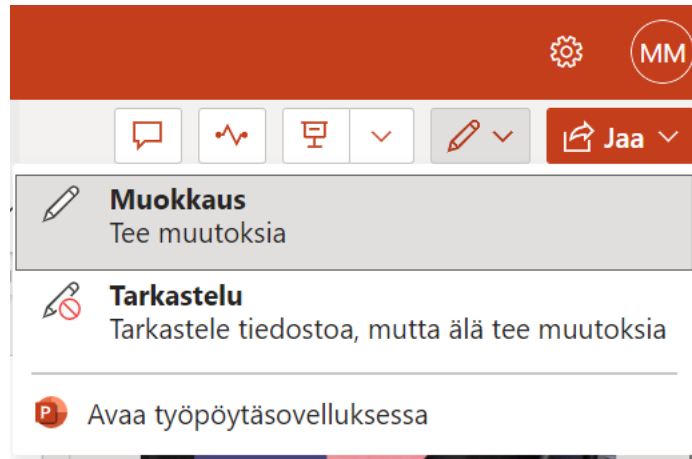 MM
Jaa
Muokkaus
Tee muutoksia
Tarkastelu
Tarkastele tiedostoa, mutta älä tee muutoksia
P
Avaa työpöytäsovelluksessa